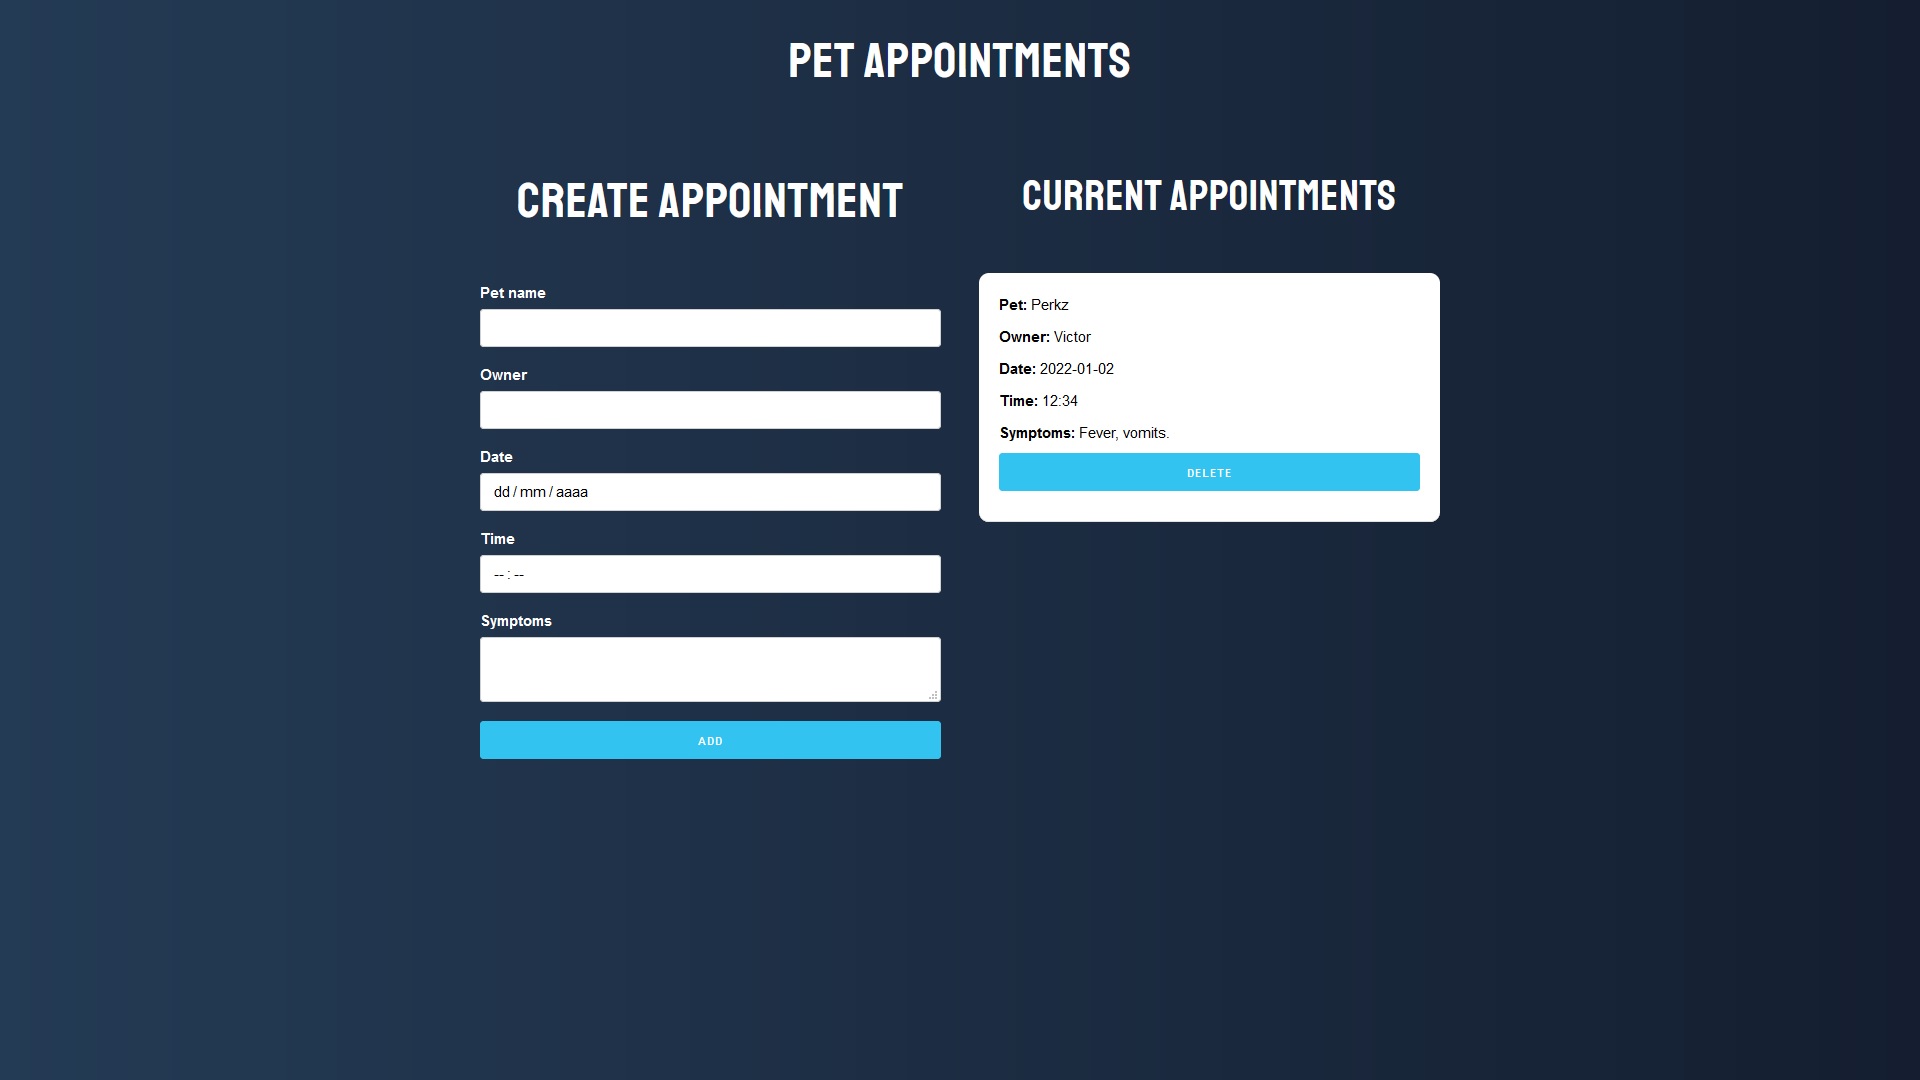 PET APPOINTMENTS
CREATE APPOINTMENT
Pet name
Owner
Date
dd / mm / aaaa
Time
-- : --
Symptoms
ADD
CURRENT APPOINTMENTS
Pet: Perkz
Owner: Victor
Date: 2022-01-02
Time: 12:34
Symptoms: Fever, vomits.
DELETE